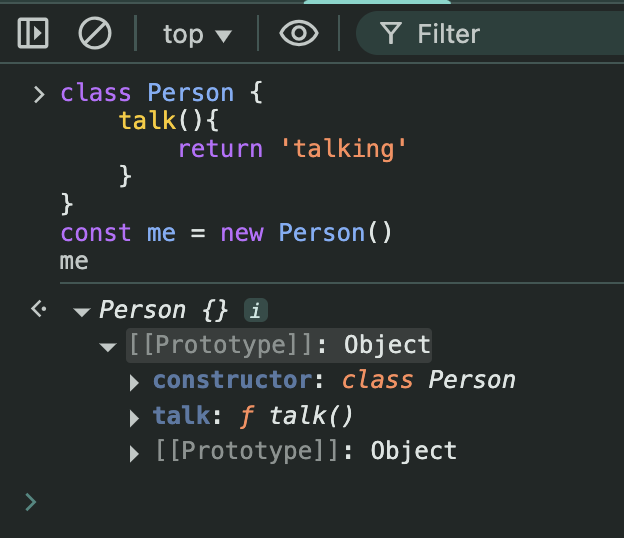 top ▼ Filter
> class Person {
    talk(){
        return 'talking'
    }
}
const me = new Person()
me
<· ▼ Person {} i
▼ [[Prototype]]: Object
▶ constructor: class Person
▶ talk: ƒ talk()
▶ [[Prototype]]: Object
>